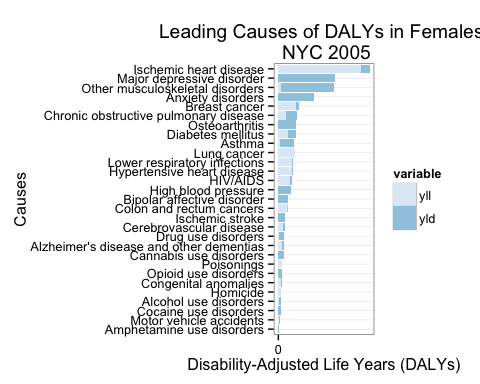 Leading Causes of DALYs in Females
NYC 2005
Ischemic heart disease
Major depressive disorder
Other musculoskeletal disorders
Anxiety disorders
Breast cancer
Chronic obstructive pulmonary disease
Osteoarthritis
Diabetes mellitus
Asthma
Lung cancer
Lower respiratory infections
Hypertensive heart disease
HIV/AIDS
High blood pressure
Bipolar affective disorder
Colon and rectum cancers
Ischemic stroke
Cerebrovascular disease
Drug use disorders
Alzheimer's disease and other dementias
Cannabis use disorders
Poisonings
Opioid use disorders
Congenital anomalies
Homicide
Alcohol use disorders
Cocaine use disorders
Motor vehicle accidents
Amphetamine use disorders
Causes
0
Disability-Adjusted Life Years (DALYs)
variable
yll
yld